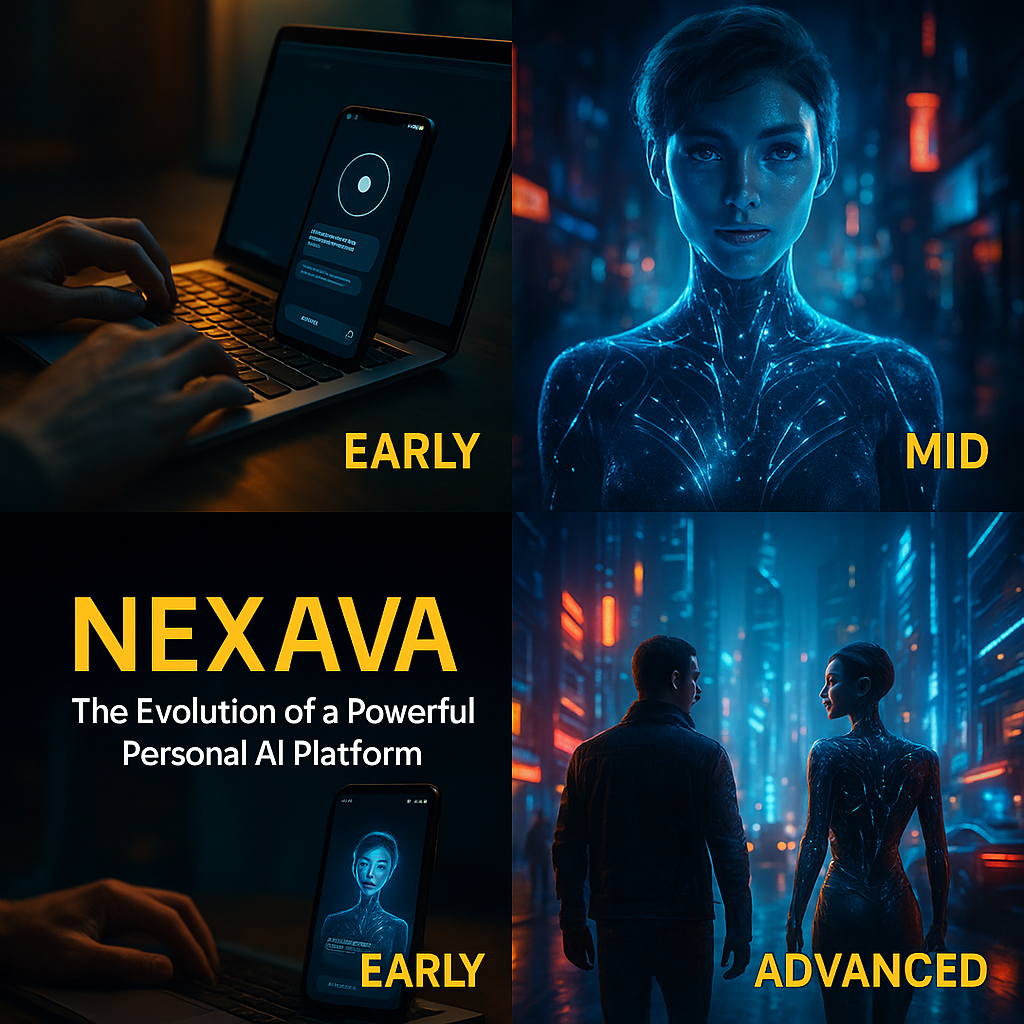 EARLY
MID
NEXAVA
The Evolution of a Powerful
Personal AI Platform
EARLY
ADVANCED